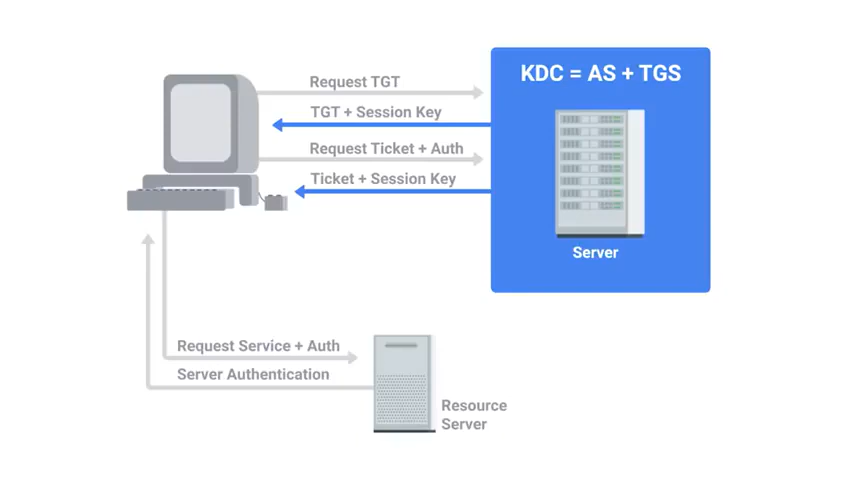 KDC = AS + TGS
Request TGT
TGT + Session Key
Request Ticket + Auth
Ticket + Session Key
Server
Request Service + Auth
Server Authentication
Resource
Server